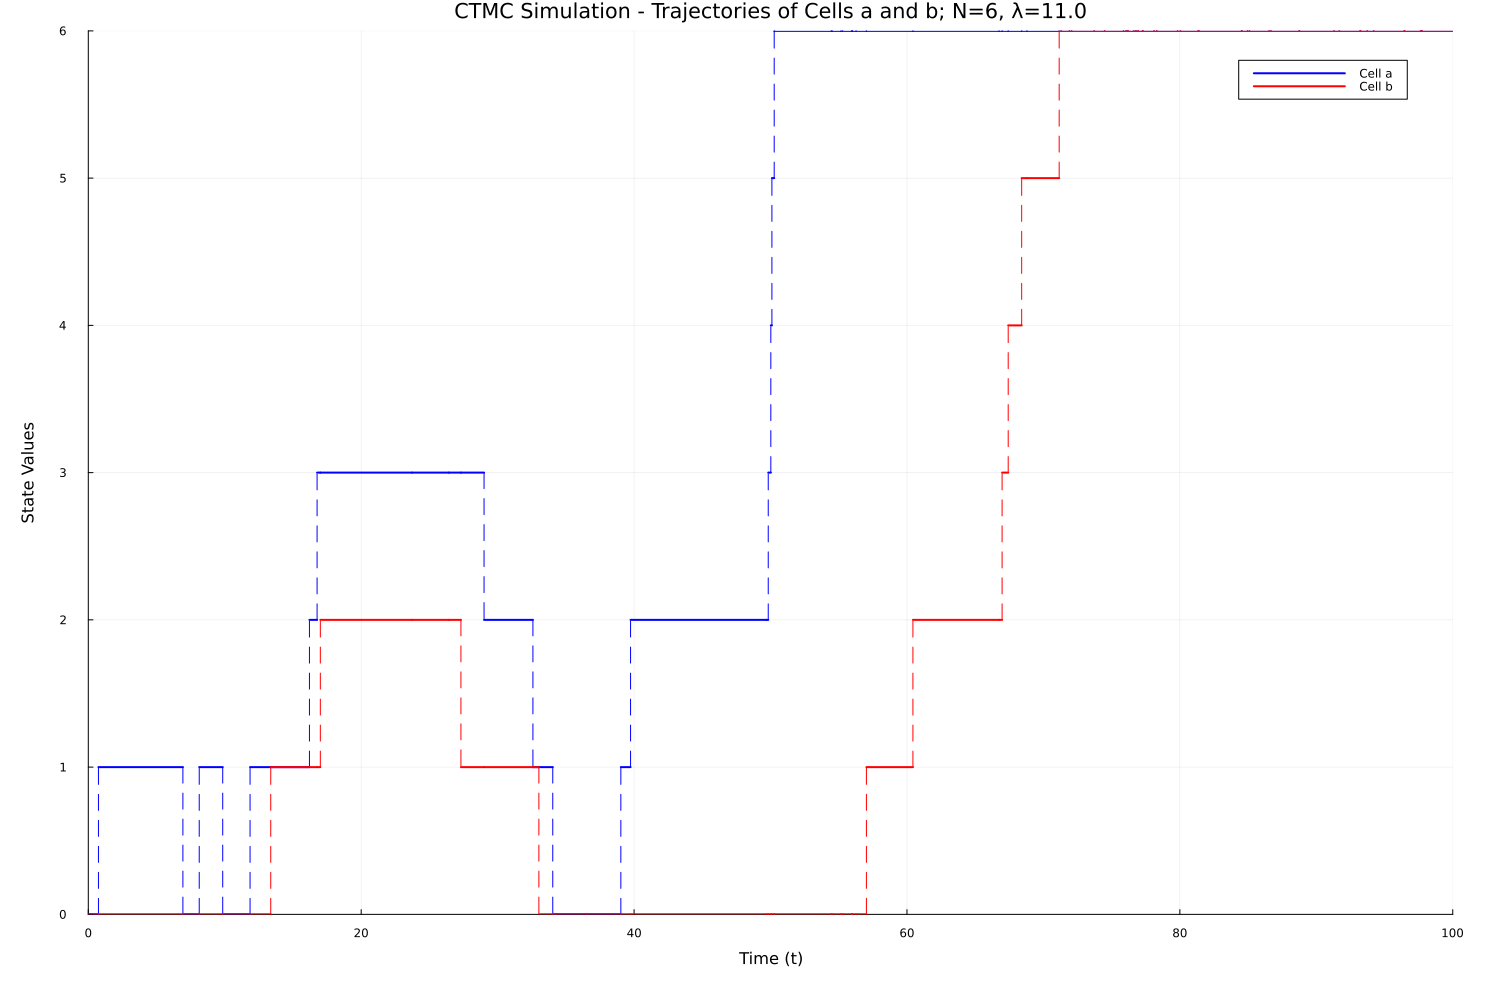 CTMC Simulation - Trajectories of Cells a and b; N=6, λ=11.0
6
Cell a
Cell b
5
4
3
2
1
0
State Values
0 20 40 60 80 100
Time (t)